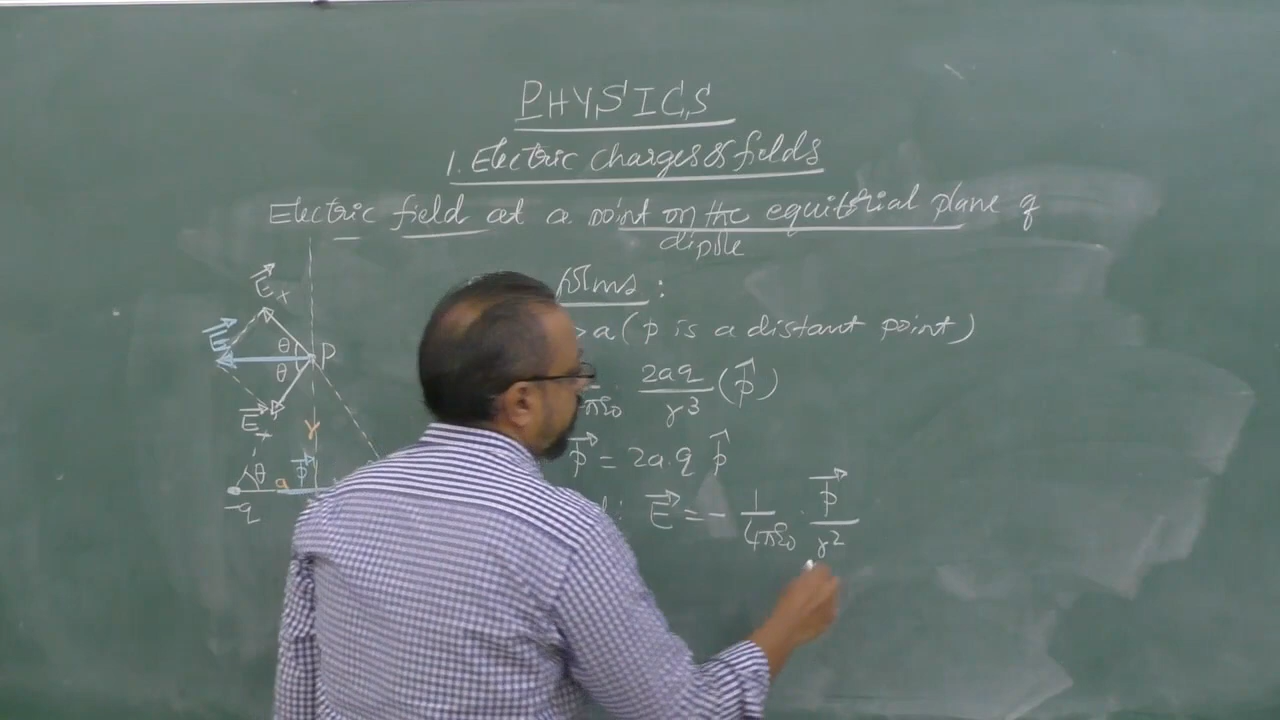 PHYSICS
1. Electric charges & fields
Electric field at a point on the equitorial plane of
dipole
:
>a (p is a distant point)
πε₀ · 2aq/r³ (p̂)
p⃗ = 2a.q p̂
: E⃗ = - 1/4πε₀ · p⃗/r²
E⃗₊
E⃗
θ
P
θ
E⃗₋
r
θ
p⃗
a
-q